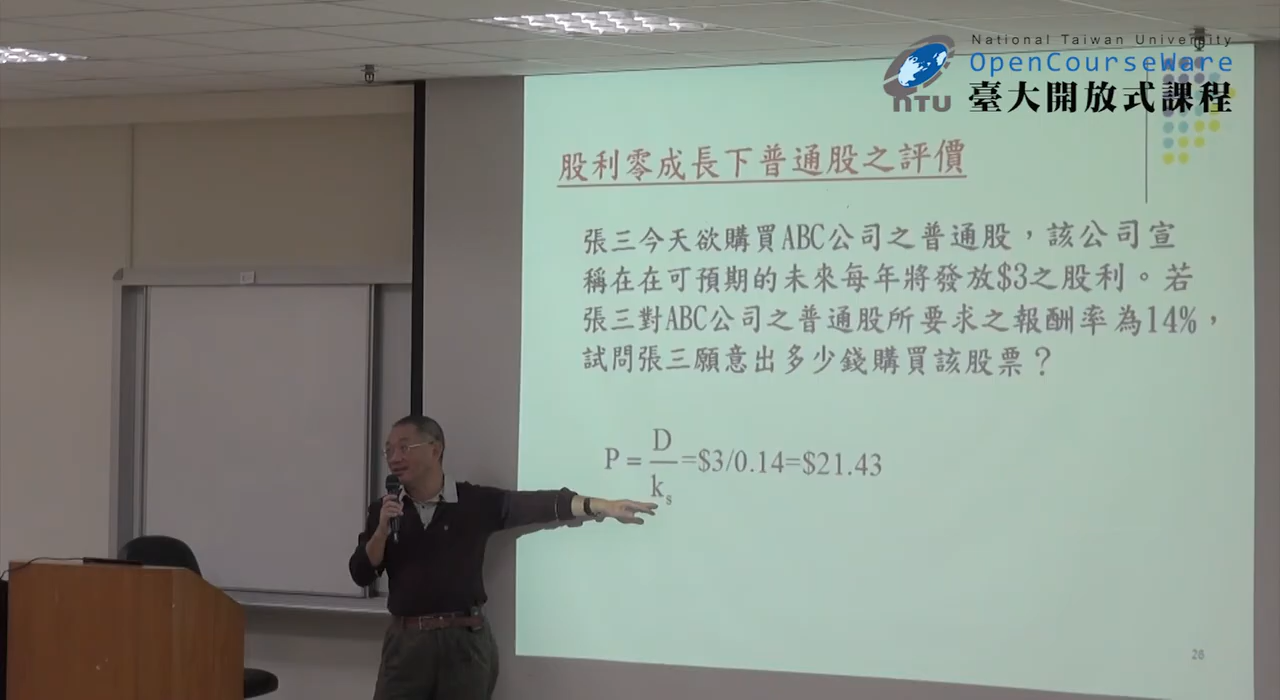 National Taiwan University
OpenCourseWare
NTU
臺大開放式課程
股利零成長下普通股之評價
張三今天欲購買ABC公司之普通股，該公司宣
稱在在可預期的未來每年將發放$3之股利。若
張三對ABC公司之普通股所要求之報酬率為14%，
試問張三願意出多少錢購買該股票？
P = D/kₛ =$3/0.14=$21.43
26